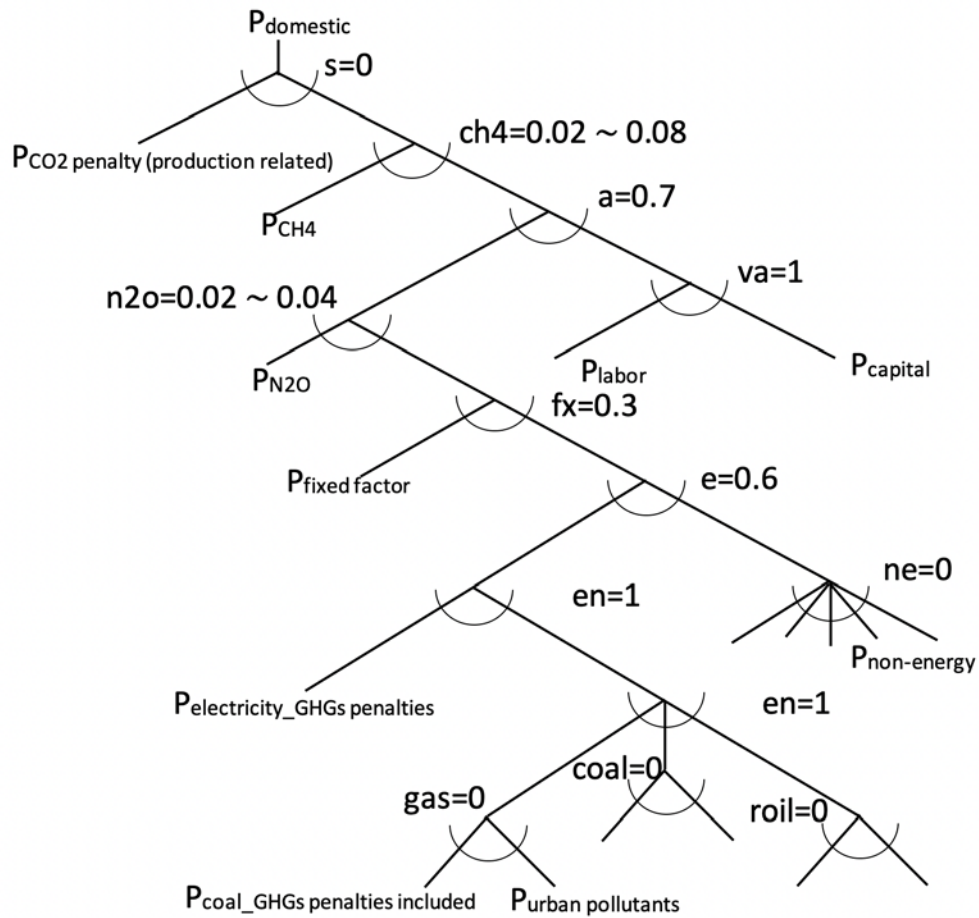 Pdomestic
s=0
ch4=0.02 ~ 0.08
PCO2 penalty (production related)
a=0.7
PCH4
va=1
n2o=0.02 ~ 0.04
Pcapital
Plabor
PN2O
fx=0.3
Pfixed factor
e=0.6
ne=0
en=1
Pnon-energy
Pelectricity_GHGs penalties
en=1
coal=0
gas=0
roil=0
Pcoal_GHGs penalties included
Purban pollutants